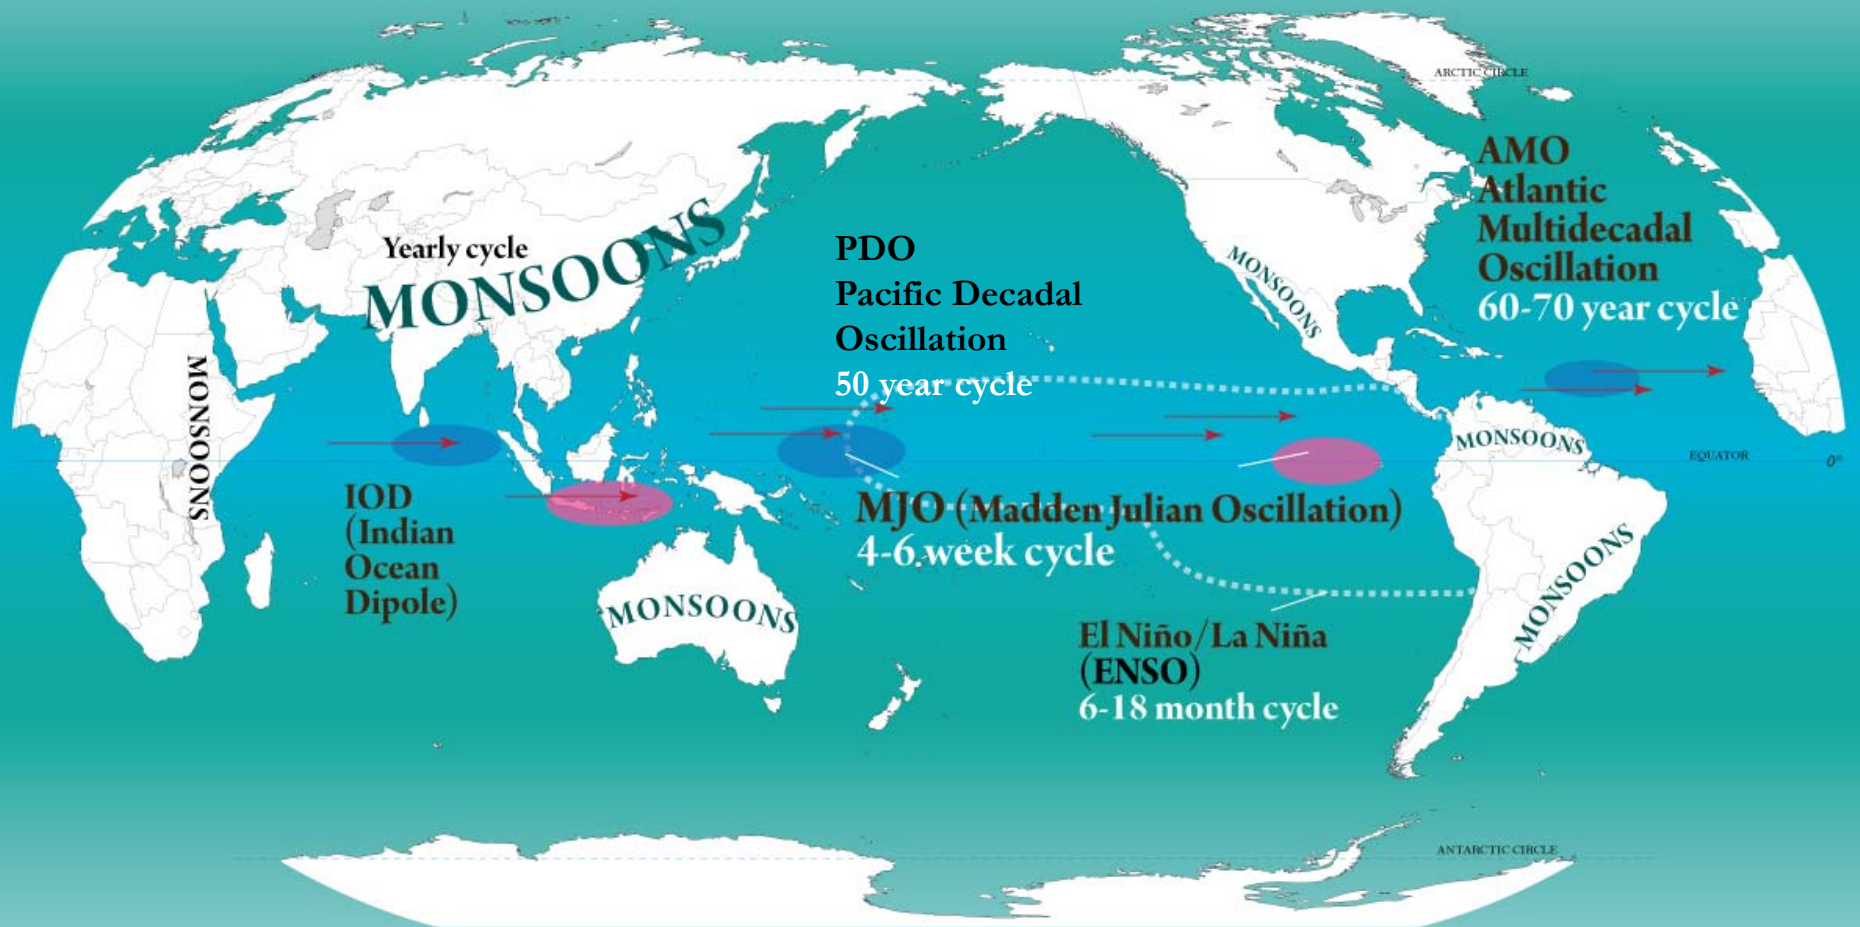 ARCTIC CIRCLE
AMO
Atlantic
Multidecadal
Oscillation
60-70 year cycle
Yearly cycle
MONSOONS
PDO
Pacific Decadal
Oscillation
50 year cycle
MONSOONS
MONSOONS
MONSOONS
EQUATOR
0°
IOD
(Indian
Ocean
Dipole)
MJO (Madden Julian Oscillation)
4-6 week cycle
MONSOONS
MONSOONS
El Niño/La Niña
(ENSO)
6-18 month cycle
ANTARCTIC CIRCLE